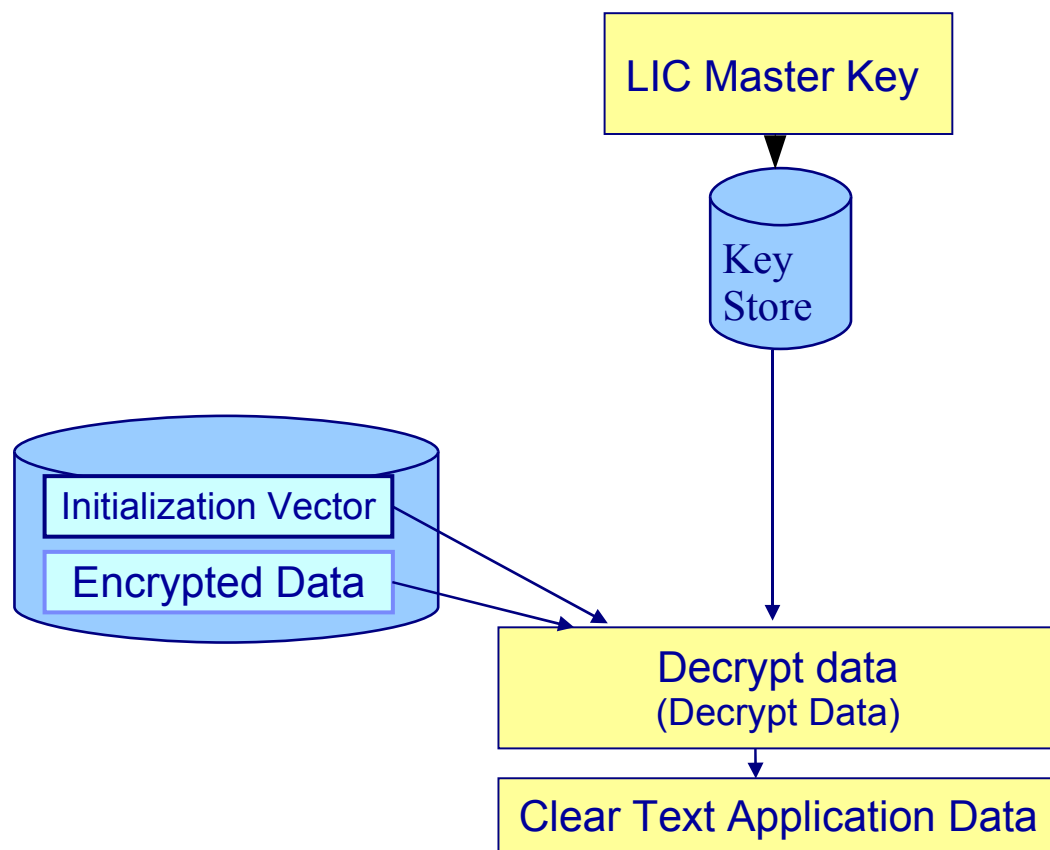 LIC Master Key
Key
Store
Initialization Vector
Encrypted Data
Decrypt data
(Decrypt Data)
Clear Text Application Data